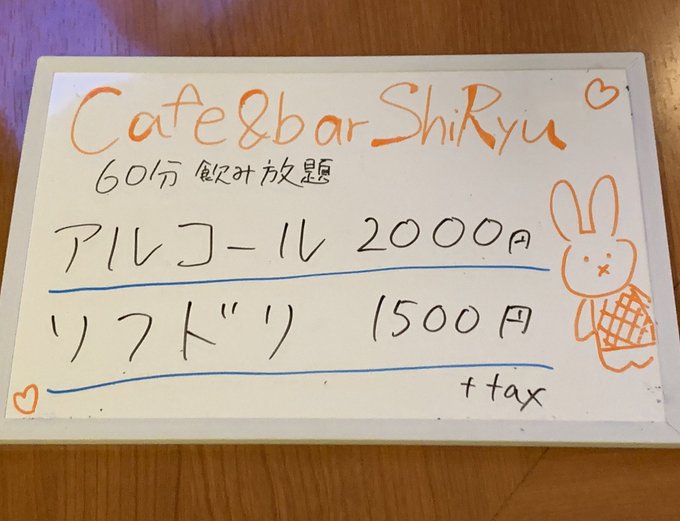 Cafe&bar ShiRyu
60分 飲み放題
アルコール 2000円
ソフドリ 1500円
+tax